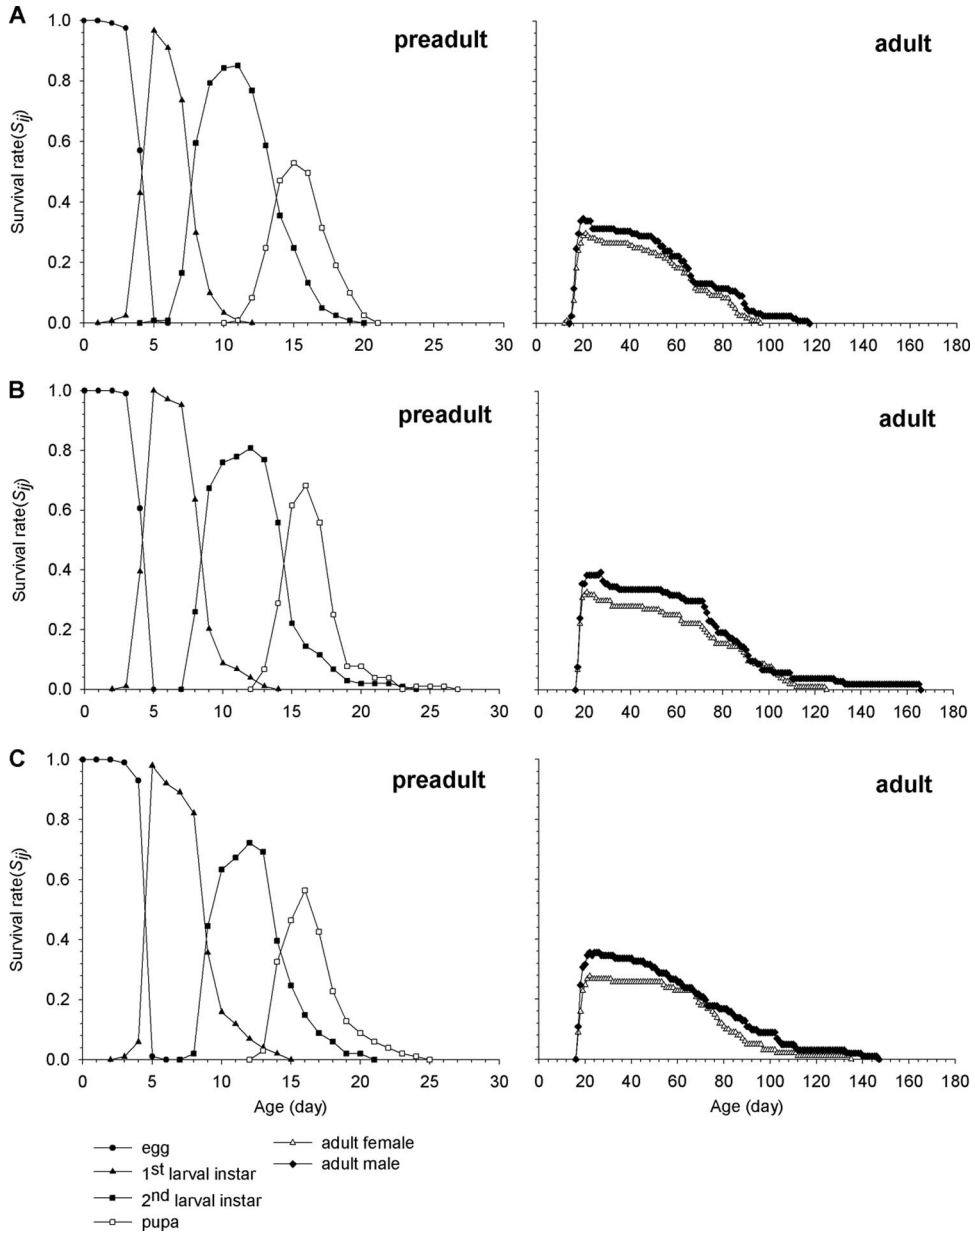 A
preadult
adult
Survival rate(Sij)
1.0
0.8
0.6
0.4
0.2
0.0
0 5 10 15 20 25 30
0 20 40 60 80 100 120 140 160 180
B
preadult
adult
Survival rate(Sij)
1.0
0.8
0.6
0.4
0.2
0.0
0 5 10 15 20 25 30
0 20 40 60 80 100 120 140 160 180
C
preadult
adult
Survival rate(Sij)
1.0
0.8
0.6
0.4
0.2
0.0
0 5 10 15 20 25 30
0 20 40 60 80 100 120 140 160 180
Age (day)
Age (day)
egg
1st larval instar
2nd larval instar
pupa
adult female
adult male